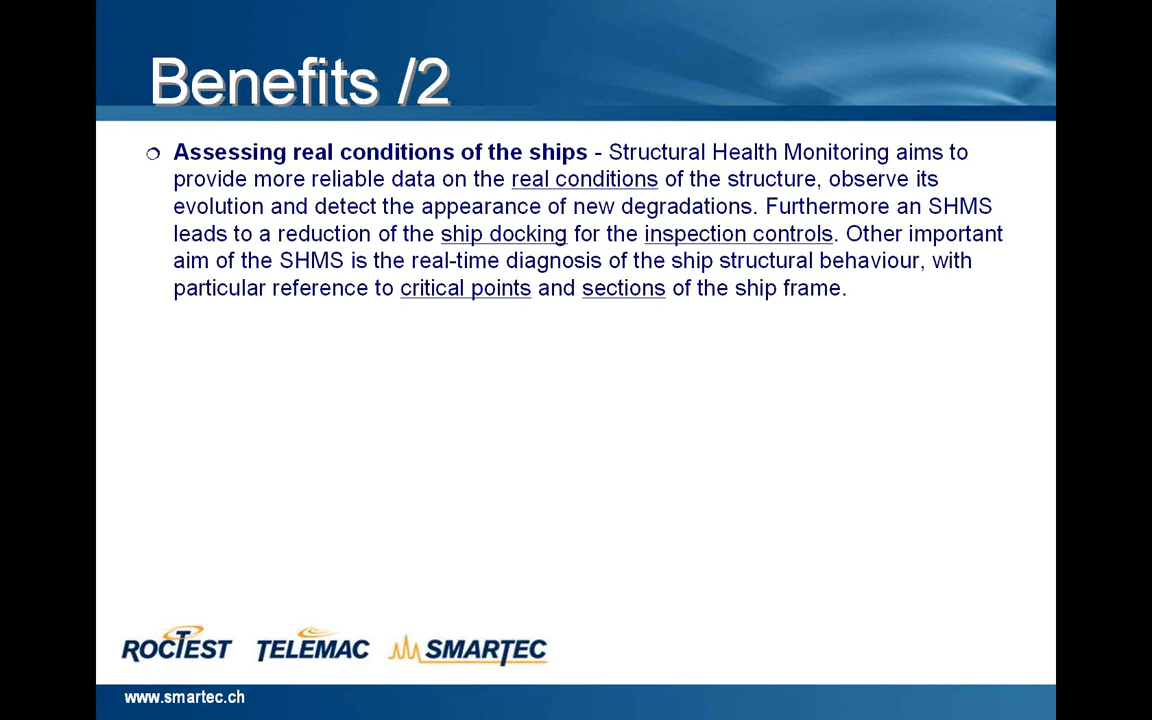 Benefits /2
Assessing real conditions of the ships - Structural Health Monitoring aims to
provide more reliable data on the real conditions of the structure, observe its
evolution and detect the appearance of new degradations. Furthermore an SHMS
leads to a reduction of the ship docking for the inspection controls. Other important
aim of the SHMS is the real-time diagnosis of the ship structural behaviour, with
particular reference to critical points and sections of the ship frame.
ROCTEST TELEMAC SMARTEC
www.smartec.ch